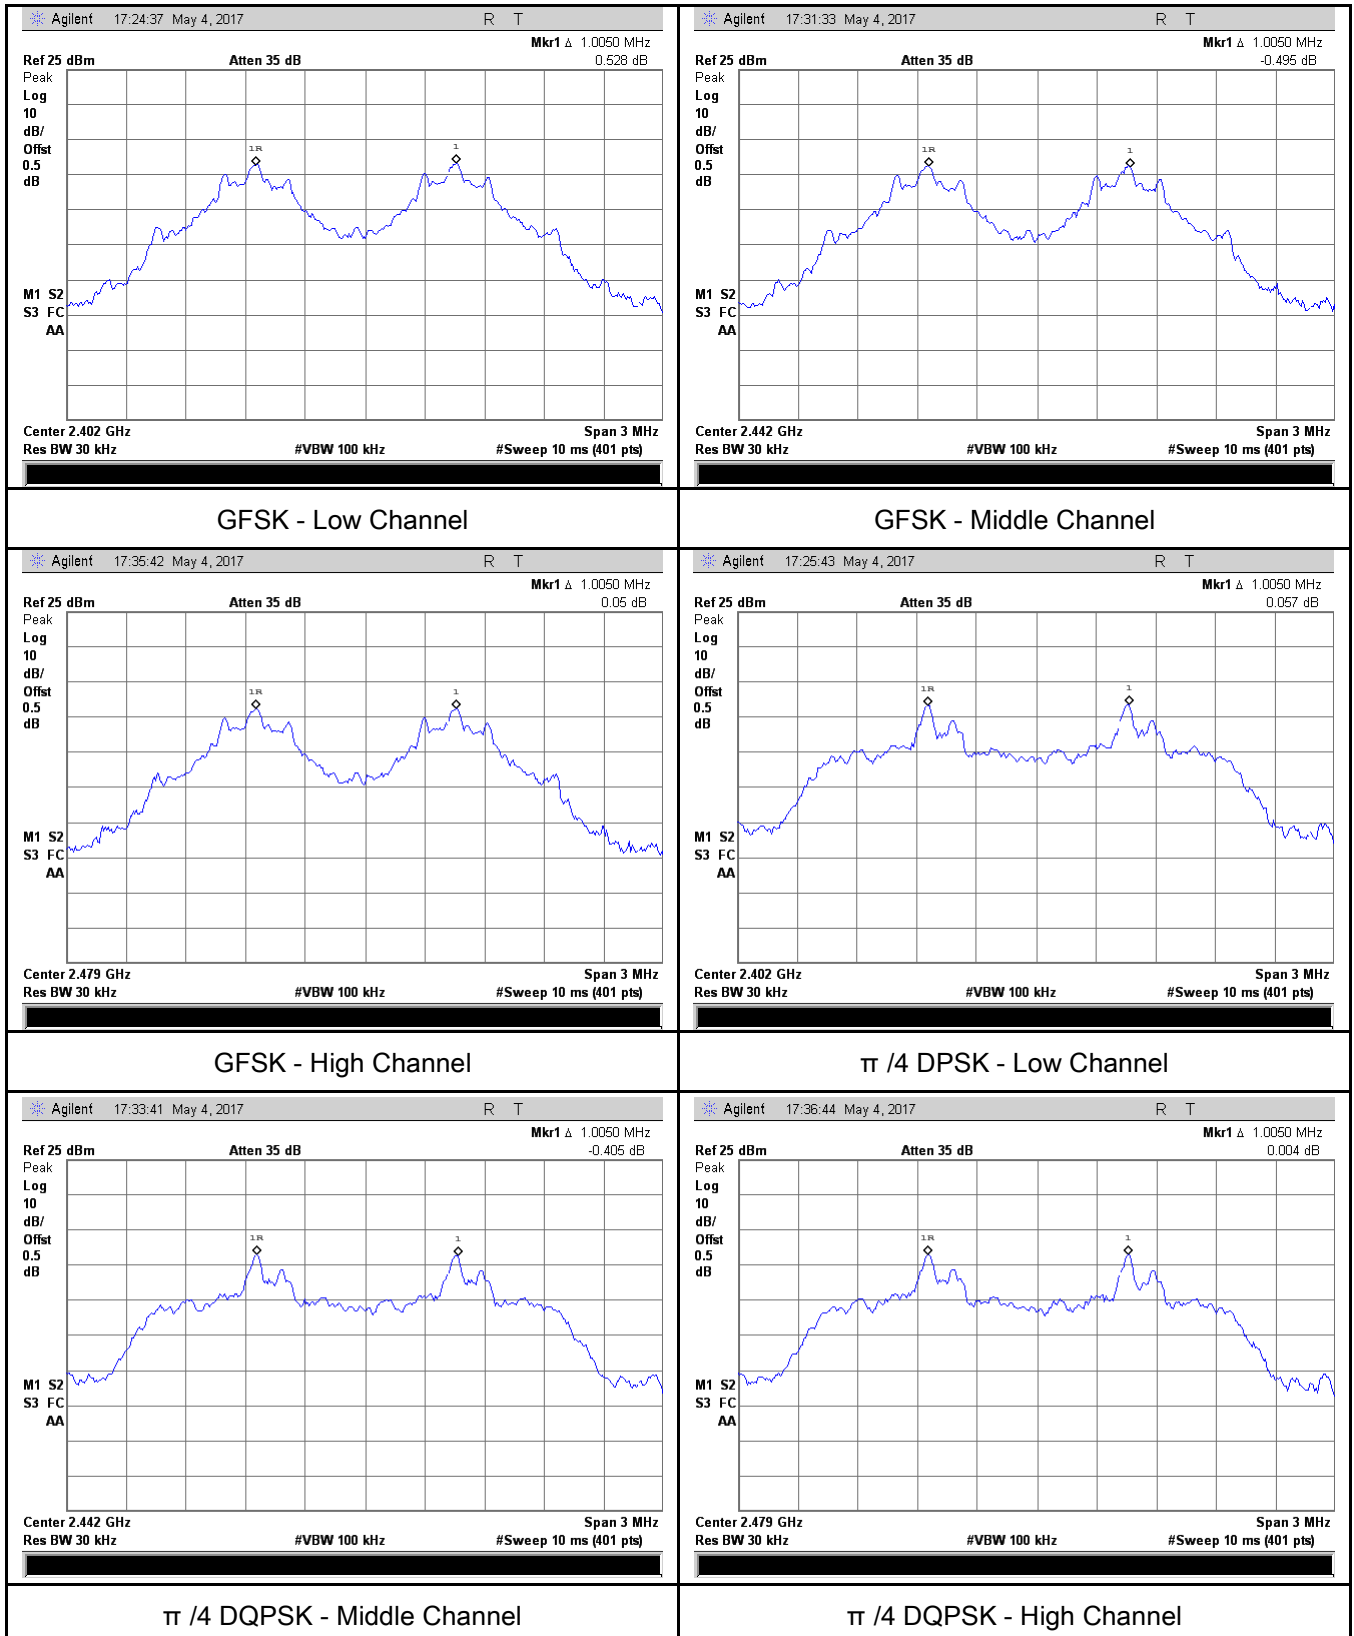 Agilent 17:24:37 May 4, 2017 R T
Mkr1 Δ 1.0050 MHz
Ref 25 dBm Atten 35 dB 0.528 dB
Peak
Log
10
dB/
Offst
0.5
dB
1R 1
M1 S2
S3 FC
AA
Center 2.402 GHz Span 3 MHz
Res BW 30 kHz #VBW 100 kHz #Sweep 10 ms (401 pts)
GFSK - Low Channel
Agilent 17:31:33 May 4, 2017 R T
Mkr1 Δ 1.0050 MHz
Ref 25 dBm Atten 35 dB -0.495 dB
Peak
Log
10
dB/
Offst
0.5
dB
1R 1
M1 S2
S3 FC
AA
Center 2.442 GHz Span 3 MHz
Res BW 30 kHz #VBW 100 kHz #Sweep 10 ms (401 pts)
GFSK - Middle Channel
Agilent 17:35:42 May 4, 2017 R T
Mkr1 Δ 1.0050 MHz
Ref 25 dBm Atten 35 dB 0.05 dB
Peak
Log
10
dB/
Offst
0.5
dB
1R 1
M1 S2
S3 FC
AA
Center 2.479 GHz Span 3 MHz
Res BW 30 kHz #VBW 100 kHz #Sweep 10 ms (401 pts)
GFSK - High Channel
Agilent 17:25:43 May 4, 2017 R T
Mkr1 Δ 1.0050 MHz
Ref 25 dBm Atten 35 dB 0.057 dB
Peak
Log
10
dB/
Offst
0.5
dB
1R 1
M1 S2
S3 FC
AA
Center 2.402 GHz Span 3 MHz
Res BW 30 kHz #VBW 100 kHz #Sweep 10 ms (401 pts)
π /4 DPSK - Low Channel
Agilent 17:33:41 May 4, 2017 R T
Mkr1 Δ 1.0050 MHz
Ref 25 dBm Atten 35 dB -0.405 dB
Peak
Log
10
dB/
Offst
0.5
dB
1R 1
M1 S2
S3 FC
AA
Center 2.442 GHz Span 3 MHz
Res BW 30 kHz #VBW 100 kHz #Sweep 10 ms (401 pts)
π /4 DQPSK - Middle Channel
Agilent 17:36:44 May 4, 2017 R T
Mkr1 Δ 1.0050 MHz
Ref 25 dBm Atten 35 dB 0.004 dB
Peak
Log
10
dB/
Offst
0.5
dB
1R 1
M1 S2
S3 FC
AA
Center 2.479 GHz Span 3 MHz
Res BW 30 kHz #VBW 100 kHz #Sweep 10 ms (401 pts)
π /4 DQPSK - High Channel